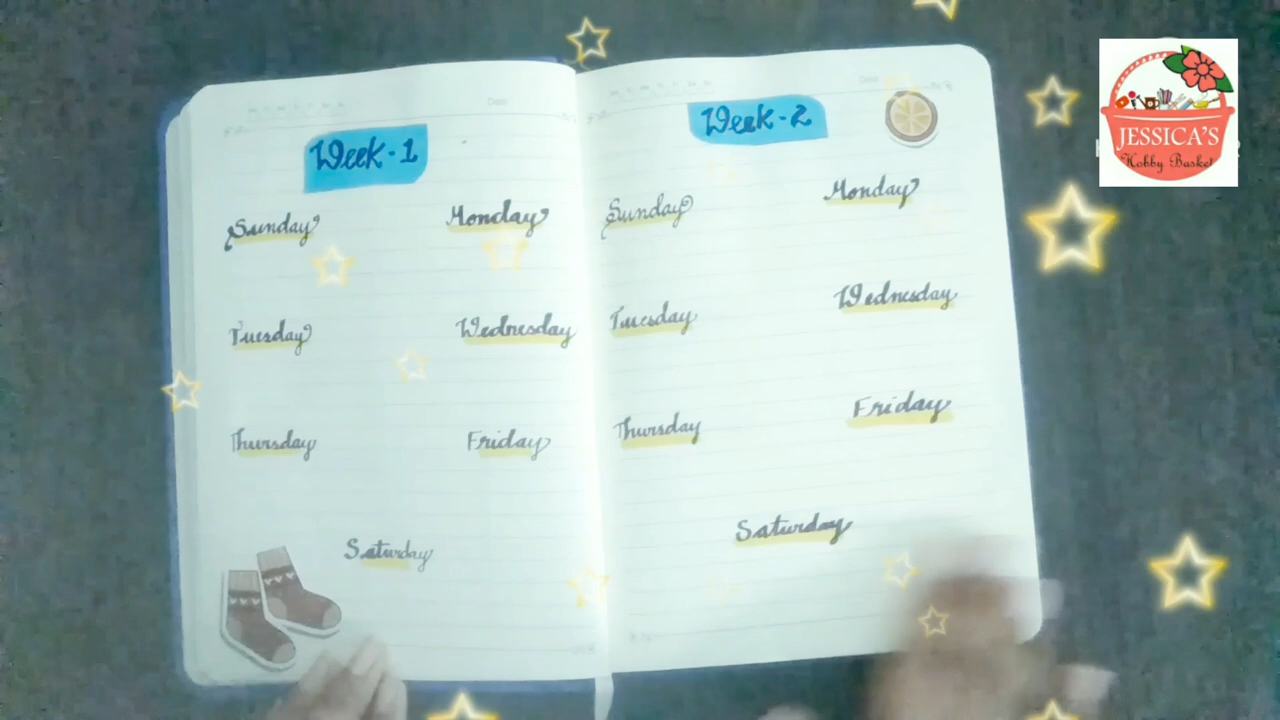 Week-1
Sunday
Monday
Tuesday
Wednesday
Thursday
Friday
Saturday
Week-2
Sunday
Monday
Tuesday
Wednesday
Thursday
Friday
Saturday
JESSICA'S
Hobby Basket